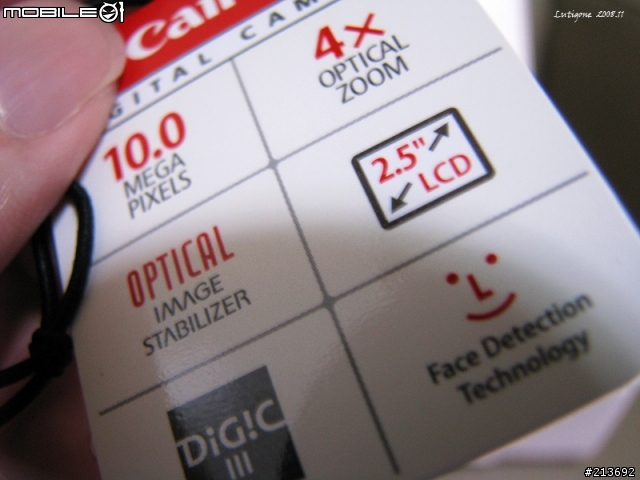 MOBILE01
Lutigone 2008.11
Can
GITAL CAM
4x
OPTICAL
ZOOM
10.0
MEGA
PIXELS
2.5"
LCD
OPTICAL
IMAGE
STABILIZER
Face Detection
Technology
DiG!C
III
#213692